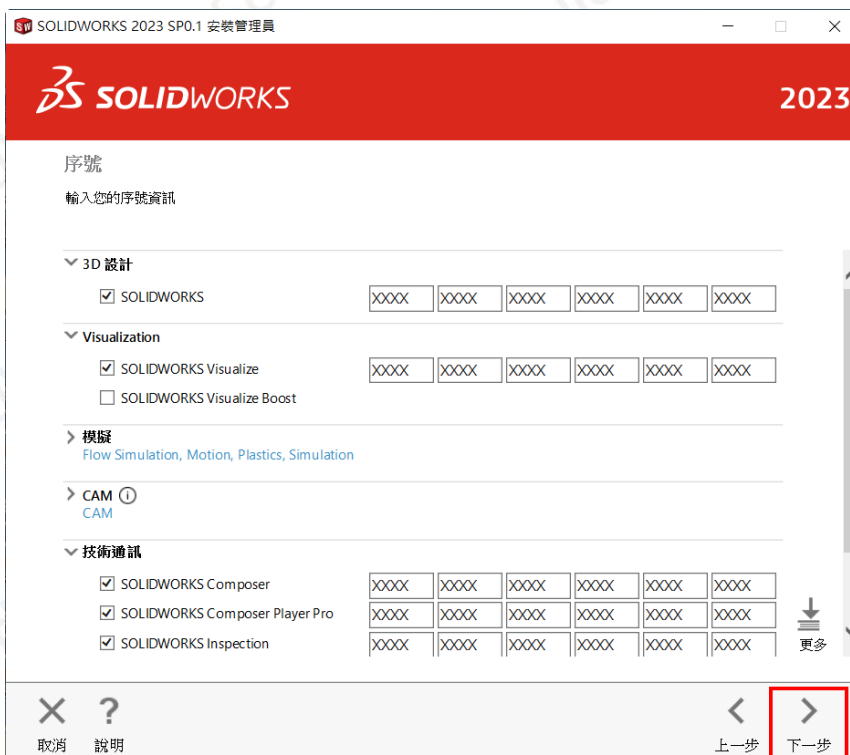 SOLIDWORKS 2023 SP0.1 安裝管理員
SOLIDWORKS 2023
序號
輸入您的序號資訊
3D 設計
SOLIDWORKS XXXX XXXX XXXX XXXX XXXX XXXX
Visualization
SOLIDWORKS Visualize XXXX XXXX XXXX XXXX XXXX XXXX
SOLIDWORKS Visualize Boost
模擬
Flow Simulation, Motion, Plastics, Simulation
CAM
CAM
技術通訊
SOLIDWORKS Composer XXXX XXXX XXXX XXXX XXXX XXXX
SOLIDWORKS Composer Player Pro XXXX XXXX XXXX XXXX XXXX XXXX
SOLIDWORKS Inspection XXXX XXXX XXXX XXXX XXXX XXXX
更多
取消 說明 上一步 下一步